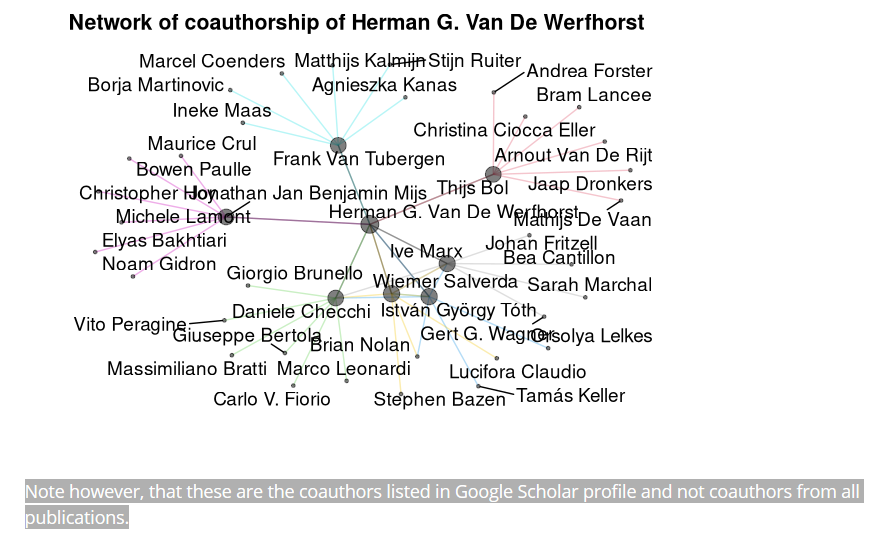 Network of coauthorship of Herman G. Van De Werfhorst
Marcel Coenders
Matthijs Kalmijn
Stijn Ruiter
Andrea Forster
Borja Martinovic
Agnieszka Kanas
Bram Lancee
Ineke Maas
Christina Ciocca Eller
Maurice Crul
Frank Van Tubergen
Arnout Van De Rijt
Bowen Paulle
Thijs Bol
Jaap Dronkers
Christopher
Jonathan Jan Benjamin Mijs
Michele Lamont
Herman G. Van De Werfhorst
Mathijs De Vaan
Elyas Bakhtiari
Ive Marx
Johan Fritzell
Bea Cantillon
Noam Gidron
Giorgio Brunello
Wiemer Salverda
Sarah Marchal
Daniele Checchi
István György Tóth
Vito Peragine
Giuseppe Bertola
Gert G. Wagner
Orsolya Lelkes
Brian Nolan
Massimiliano Bratti
Marco Leonardi
Lucifora Claudio
Carlo V. Fiorio
Stephen Bazen
Tamás Keller
Note however, that these are the coauthors listed in Google Scholar profile and not coauthors from all
publications.